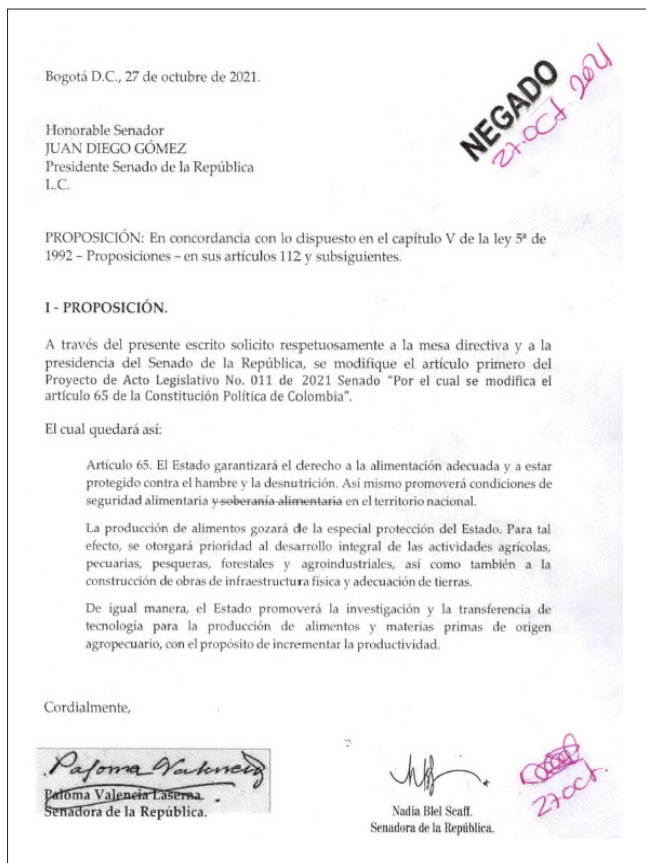 Bogotá D.C., 27 de octubre de 2021.
NEGADO
27.OCT. 2021
Honorable Senador
JUAN DIEGO GÓMEZ
Presidente Senado de la República
L.C.
PROPOSICIÓN: En concordancia con lo dispuesto en el capítulo V de la ley 5ª de
1992 – Proposiciones – en sus artículos 112 y subsiguientes.
I - PROPOSICIÓN.
A través del presente escrito solicito respetuosamente a la mesa directiva y a la
presidencia del Senado de la República, se modifique el artículo primero del
Proyecto de Acto Legislativo No. 011 de 2021 Senado “Por el cual se modifica el
artículo 65 de la Constitución Política de Colombia”.
El cual quedará así:
Artículo 65. El Estado garantizará el derecho a la alimentación adecuada y a estar
protegido contra el hambre y la desnutrición. Así mismo promoverá condiciones de
seguridad alimentaria y soberanía alimentaria en el territorio nacional.
La producción de alimentos gozará de la especial protección del Estado. Para tal
efecto, se otorgará prioridad al desarrollo integral de las actividades agrícolas,
pecuarias, pesqueras, forestales y agroindustriales, así como también a la
construcción de obras de infraestructura física y adecuación de tierras.
De igual manera, el Estado promoverá la investigación y la transferencia de
tecnología para la producción de alimentos y materias primas de origen
agropecuario, con el propósito de incrementar la productividad.
Cordialmente,
Paloma Valencia
Paloma Valencia Laserna.
Senadora de la República.
Nadia Blel Scaff.
Senadora de la República.
27 OCT.